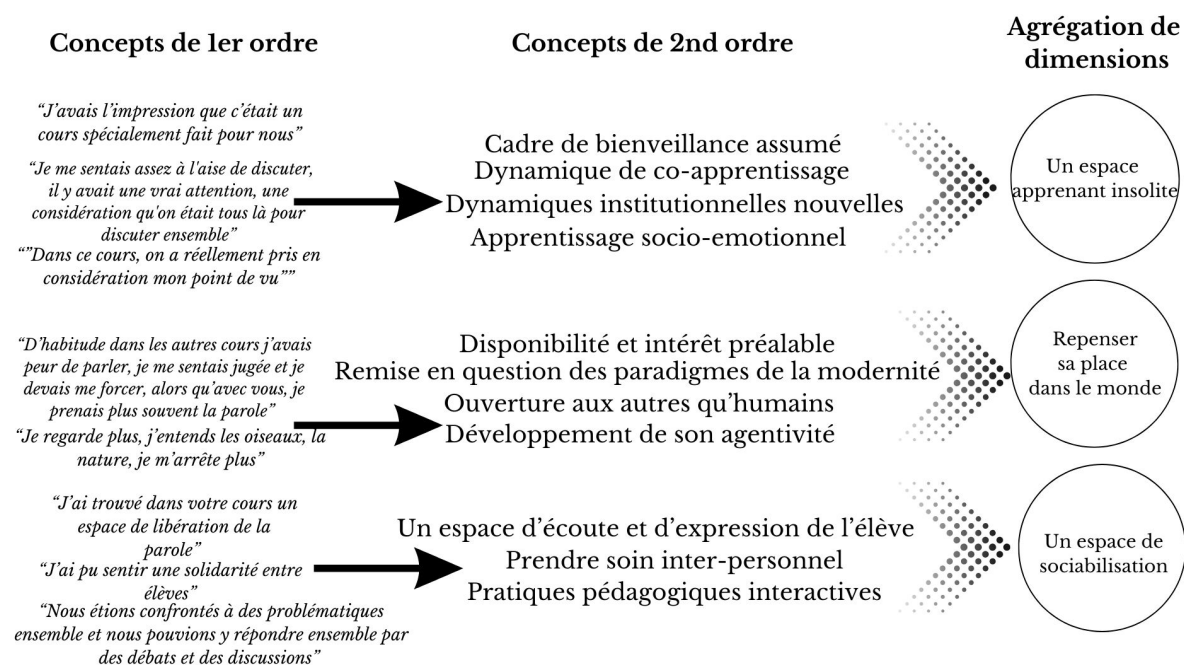 Concepts de 1er ordre
Concepts de 2nd ordre
Agrégation de
dimensions
“J’avais l’impression que c’était un
cours spécialement fait pour nous”
“Je me sentais assez à l'aise de discuter,
il y avait une vrai attention, une
considération qu'on était tous là pour
discuter ensemble”
“”Dans ce cours, on a réellement pris en
considération mon point de vu””
Cadre de bienveillance assumé
Dynamique de co-apprentissage
Dynamiques institutionnelles nouvelles
Apprentissage socio-emotionnel
Un espace
apprenant insolite
“D’habitude dans les autres cours j’avais
peur de parler, je me sentais jugée et je
devais me forcer, alors qu’avec vous, je
prenais plus souvent la parole”
“Je regarde plus, j’entends les oiseaux, la
nature, je m’arrête plus”
Disponibilité et intérêt préalable
Remise en question des paradigmes de la modernité
Ouverture aux autres qu’humains
Développement de son agentivité
Repenser
sa place
dans le monde
“J’ai trouvé dans votre cours un
espace de libération de la
parole”
“J’ai pu sentir une solidarité entre
élèves”
“Nous étions confrontés à des problématiques
ensemble et nous pouvions y répondre ensemble par
des débats et des discussions”
Un espace d’écoute et d’expression de l’élève
Prendre soin inter-personnel
Pratiques pédagogiques interactives
Un espace de
sociabilisation